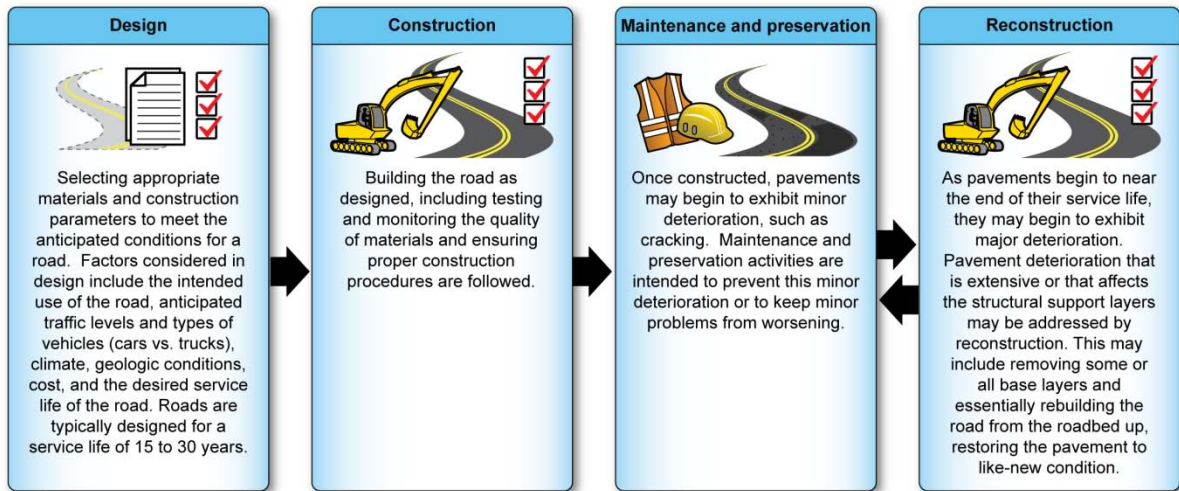 Design
Selecting appropriate
materials and construction
parameters to meet the
anticipated conditions for a
road.  Factors considered in
design include the intended
use of the road, anticipated
traffic levels and types of
vehicles (cars vs. trucks),
climate, geologic conditions,
cost, and the desired service
life of the road. Roads are
typically designed for a
service life of 15 to 30 years.
Construction
Building the road as
designed, including testing
and monitoring the quality
of materials and ensuring
proper construction
procedures are followed.
Maintenance and preservation
Once constructed, pavements
may begin to exhibit minor
deterioration, such as
cracking.  Maintenance and
preservation activities are
intended to prevent this minor
deterioration or to keep minor
problems from worsening.
Reconstruction
As pavements begin to near
the end of their service life,
they may begin to exhibit
major deterioration.
Pavement deterioration that
is extensive or that affects
the structural support layers
may be addressed by
reconstruction. This may
include removing some or
all base layers and
essentially rebuilding the
road from the roadbed up,
restoring the pavement to
like-new condition.